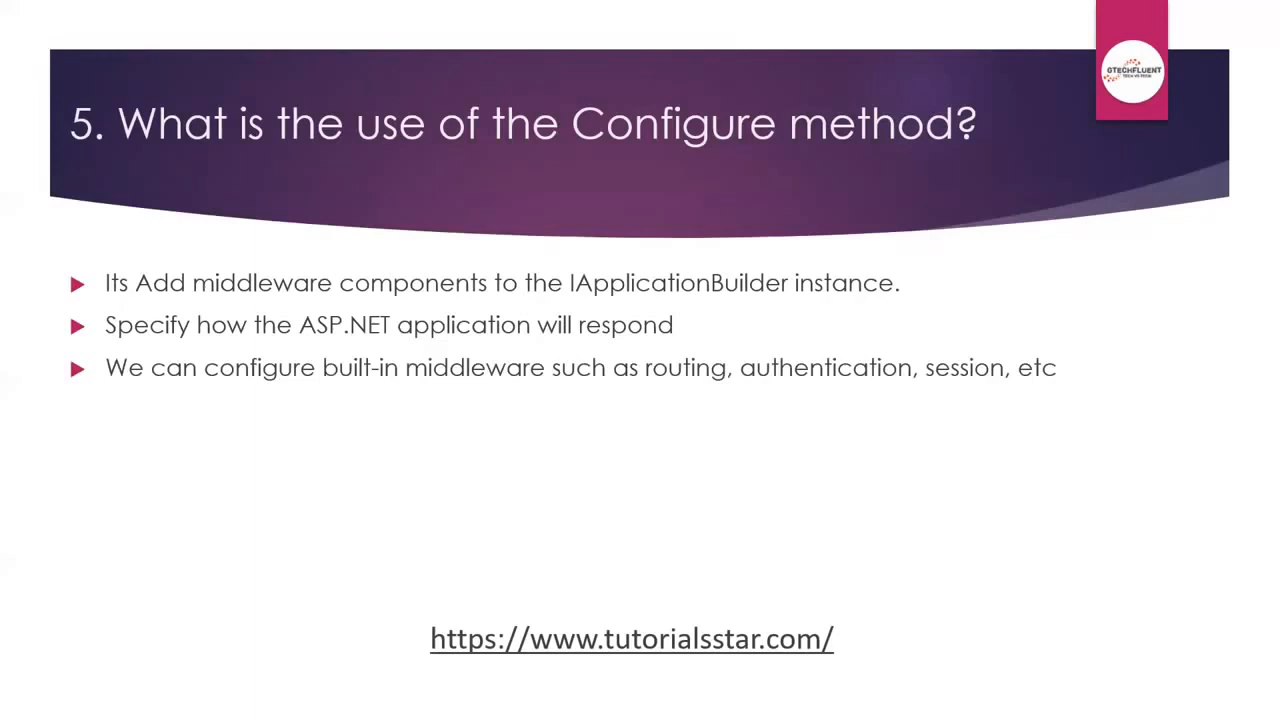 GTECHFLUENT
5. What is the use of the Configure method?
Its Add middleware components to the IApplicationBuilder instance.
Specify how the ASP.NET application will respond
We can configure built-in middleware such as routing, authentication, session, etc
https://www.tutorialsstar.com/